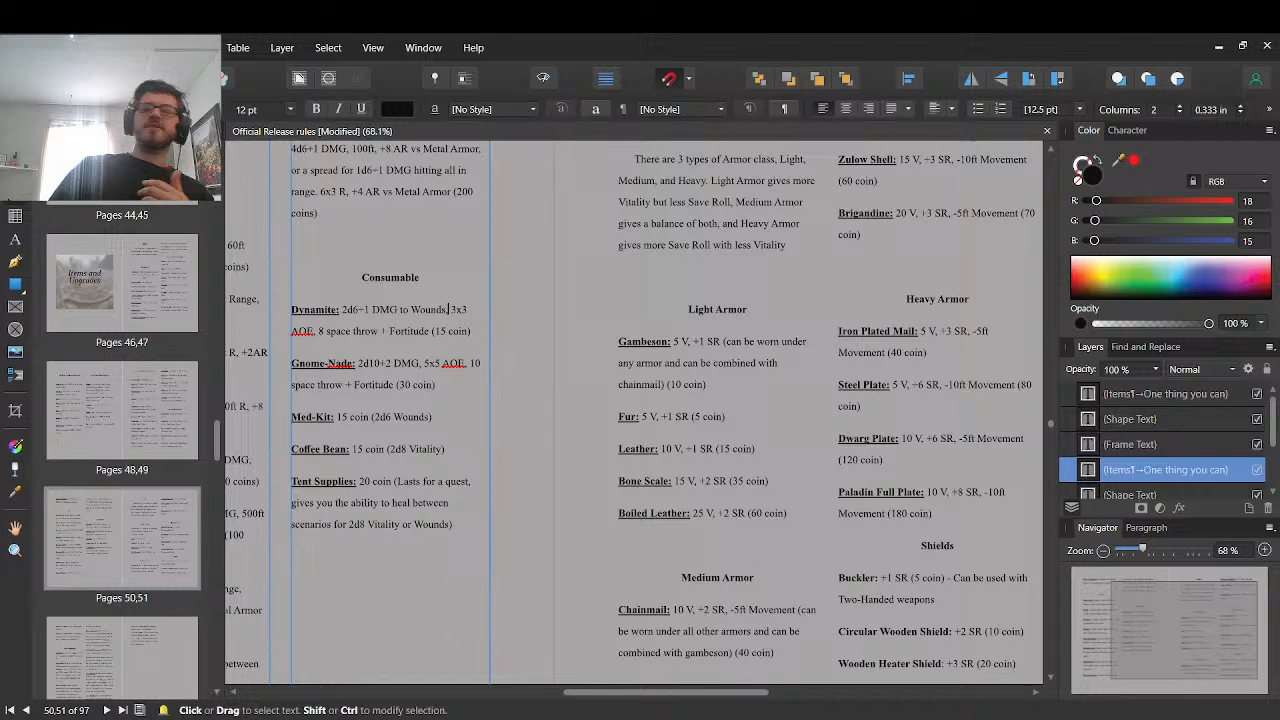 Table Layer Select View Window Help
12 pt B I U a [No Style] a a ¶ [No Style] [12.5 pt] Columns: 2 0.333 in
Release rules [Modified] (68.1%)
4d6+1 DMG, 100ft, +8 AR vs Metal Armor,
or a spread for 1d6+1 DMG hitting all in
range. 6x3 R, +4 AR vs Metal Armor (200
coins)
60ft
coins)
Range,
R, +2AR
0ft R, +8
DMG,
0 coins)
MG, 500ft
(100
nge,
al Armor
between
Consumable
Dynamite: 2d6+1 DMG to Wounds, 3x3
AOE, 8 space throw + Fortitude (15 coin)
Gnome-Nade: 2d10+2 DMG, 5x5 AOE, 10
space throw + Fortitude (30 coin)
Med-Kit: 15 coin (2d6 Wounds)
Coffee Bean: 15 coin (2d8 Vitality)
Tent Supplies: 20 coin (Lasts for a quest,
gives you the ability to heal between
scenarios for 2d8 Vitality or Wounds)
There are 3 types of Armor class, Light,
Medium, and Heavy. Light Armor gives more
Vitality but less Save Roll, Medium Armor
gives a balance of both, and Heavy Armor
gives more Save Roll with less Vitality
Light Armor
Gambeson: 5 V, +1 SR (can be worn under
any armor and can be combined with
chainmail) (10 coin)
Fur: 5 V, +1 SR (5 coin)
Leather: 10 V, +1 SR (15 coin)
Bone Scale: 15 V, +2 SR (35 coin)
Boiled Leather: 25 V, +2 SR (60 coin)
Medium Armor
Chainmail: 10 V, +2 SR, -5ft Movement (can
be worn under all other armors and can be
combined with gambeson) (40 coin)
Zulow Shell: 15 V, +3 SR, -10ft Movement
(60 coin)
Brigandine: 20 V, +3 SR, -5ft Movement (70
coin)
Heavy Armor
Iron Plated Mail: 5 V, +3 SR, -5ft
Movement (40 coin)
Steel Plate: 5 V, +6 SR, -10ft Movement (80
coin)
Dwarg Plate: 10 V, +6 SR, -5ft Movement
(120 coin)
Paladin Full Plate: 10 V, +8 SR, -10ft
Movement (180 coin)
Shields
Buckler: +1 SR (5 coin) - Can be used with
Two-Handed weapons
Circular Wooden Shield: +2 SR (10 coin)
Wooden Heater Shield: +3 SR (20 coin)
Pages 44,45
Items and
Upgrades
Pages 46,47
Pages 48,49
Pages 50,51
Color Character
RGB
R: 18
G: 16
B: 15
Opacity 100 %
Layers Find and Replace
Opacity: 100 % Normal
(Items1→One thing you can)
(Shape Text)
(Frame Text)
(Items1→One thing you can)
(Shape Text)
Navigator Paragraph
Zoom: 68 %
50,51 of 97 Click or Drag to select text. Shift or Ctrl to modify selection.